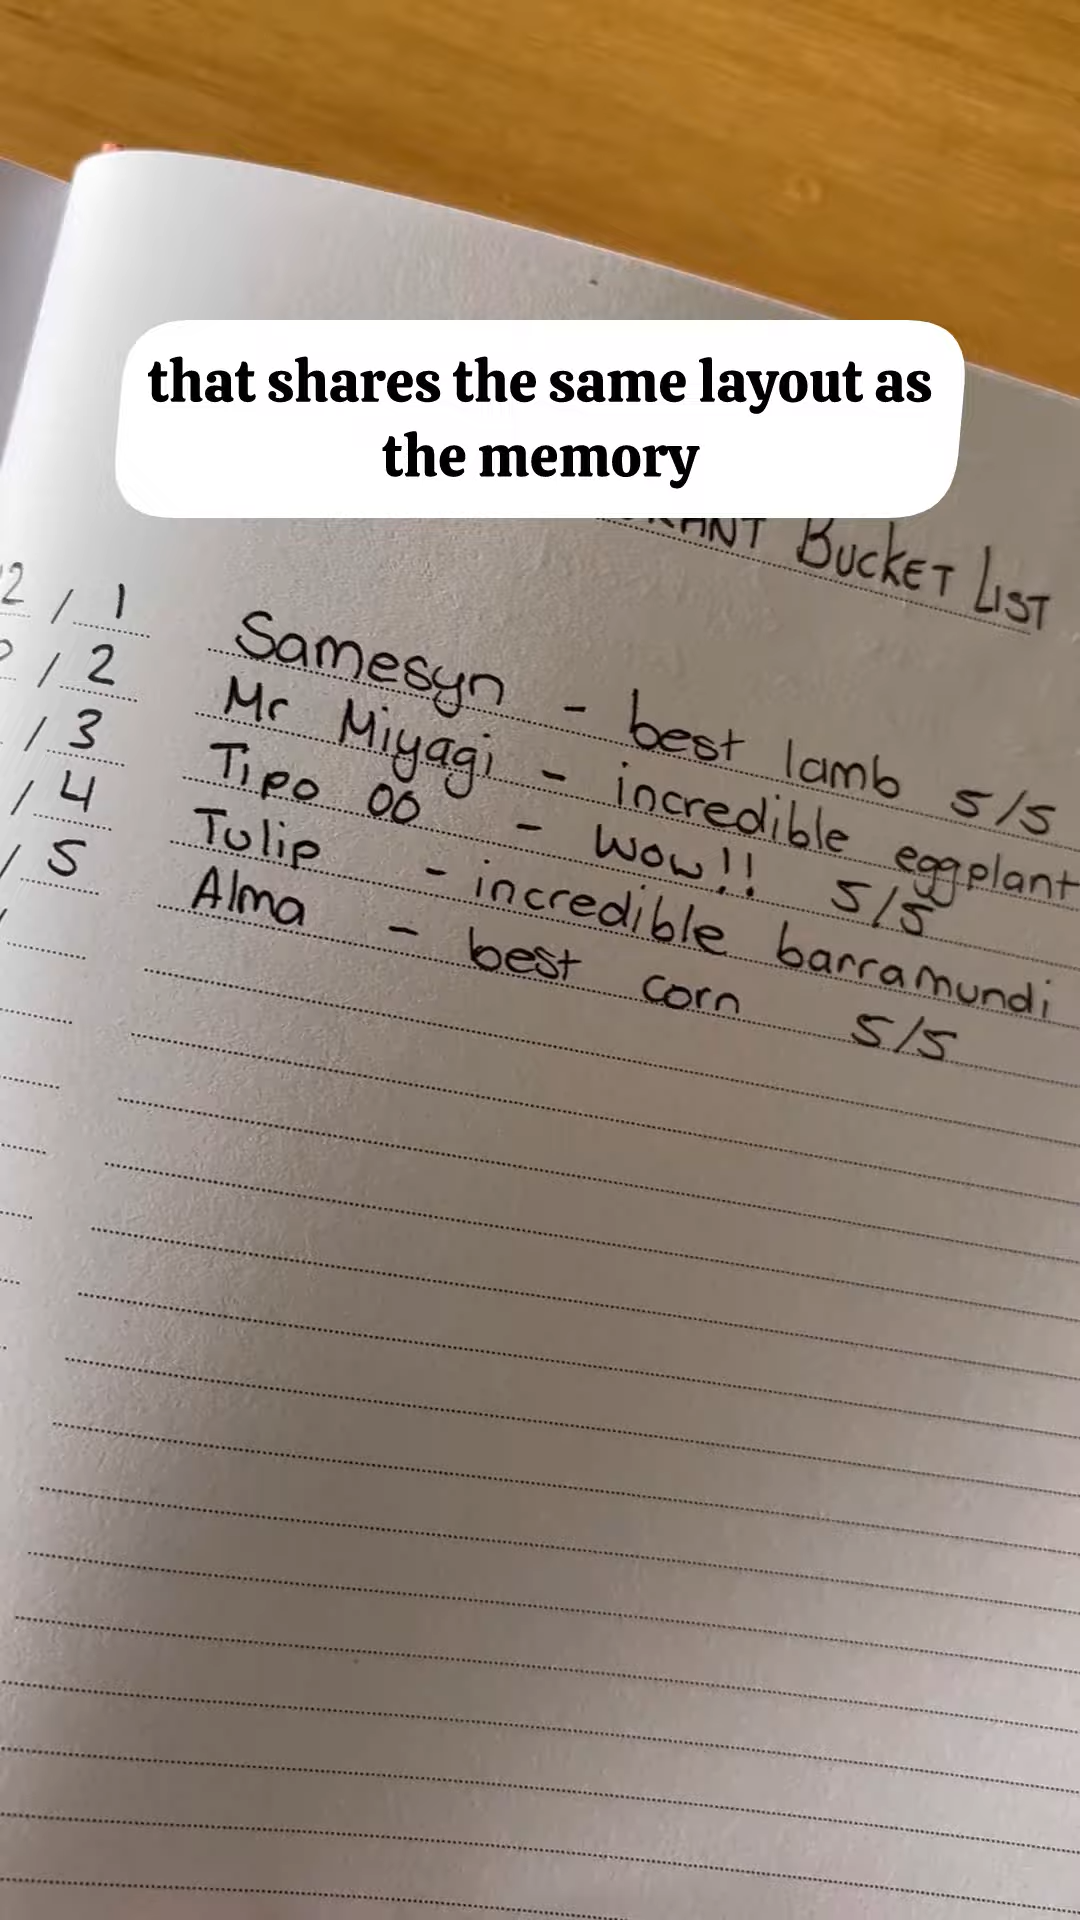 that shares the same layout as
the memory
BUCKET LIST
/ 1 Samesyn - best lamb 5/5
/ 2 Mr Miyagi - incredible eggplant
/ 3 Tipo 00 - Wow!! 5/5
/ 4 Tulip - incredible barramundi
/ 5 Alma - best corn 5/5